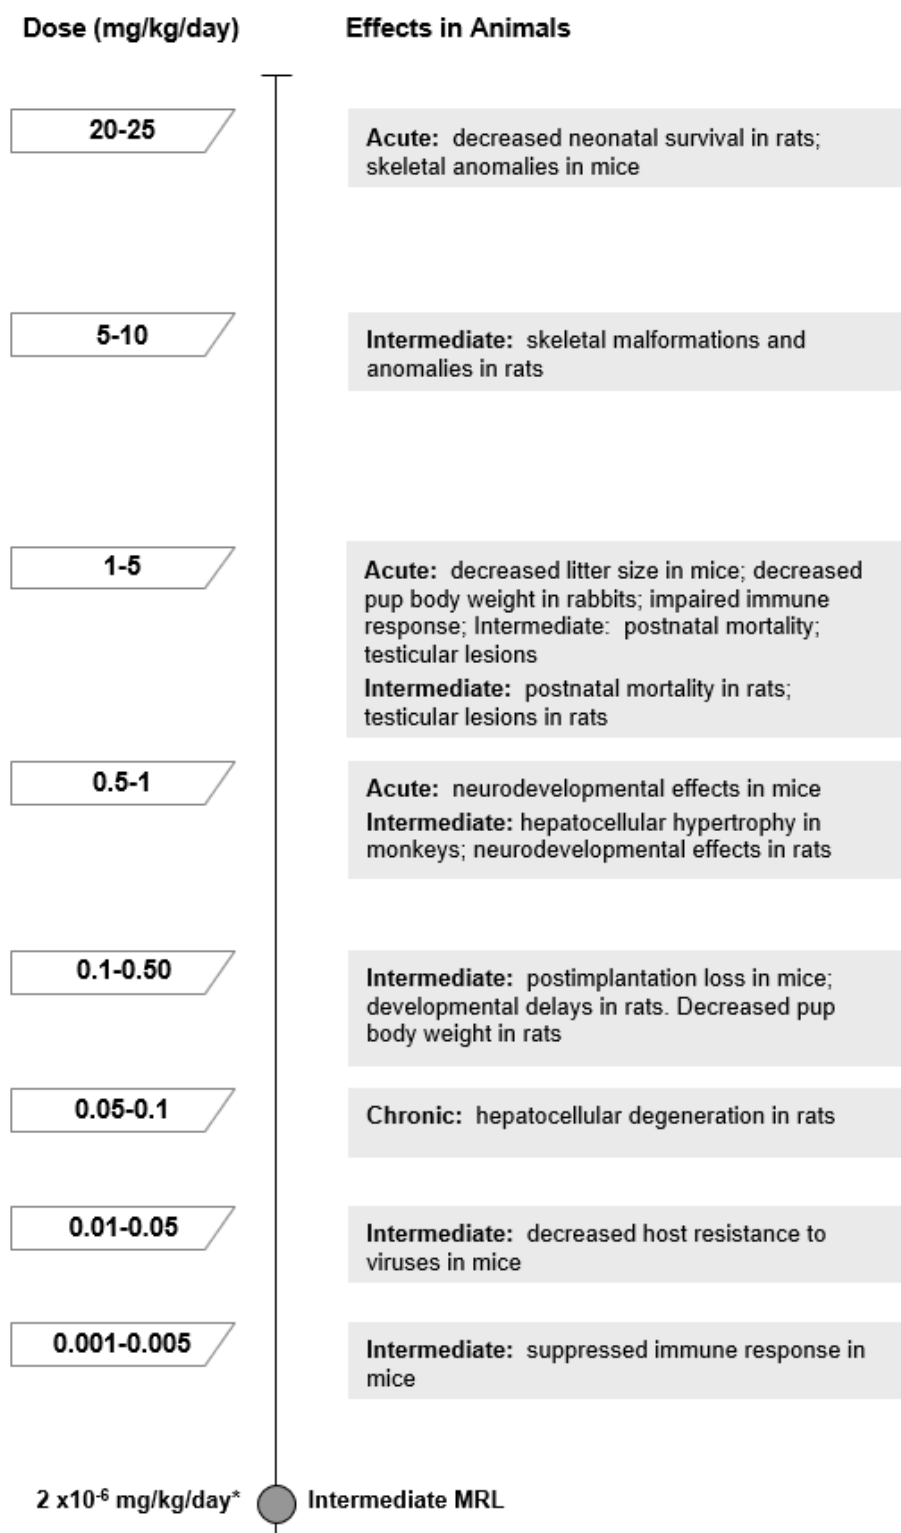 Dose (mg/kg/day)
Effects in Animals
20-25
Acute: decreased neonatal survival in rats;
skeletal anomalies in mice
5-10
Intermediate: skeletal malformations and
anomalies in rats
1-5
Acute: decreased litter size in mice; decreased
pup body weight in rabbits; impaired immune
response; Intermediate: postnatal mortality;
testicular lesions
Intermediate: postnatal mortality in rats;
testicular lesions in rats
0.5-1
Acute: neurodevelopmental effects in mice
Intermediate: hepatocellular hypertrophy in
monkeys; neurodevelopmental effects in rats
0.1-0.50
Intermediate: postimplantation loss in mice;
developmental delays in rats. Decreased pup
body weight in rats
0.05-0.1
Chronic: hepatocellular degeneration in rats
0.01-0.05
Intermediate: decreased host resistance to
viruses in mice
0.001-0.005
Intermediate: suppressed immune response in
mice
2 x10⁻⁶ mg/kg/day*
Intermediate MRL